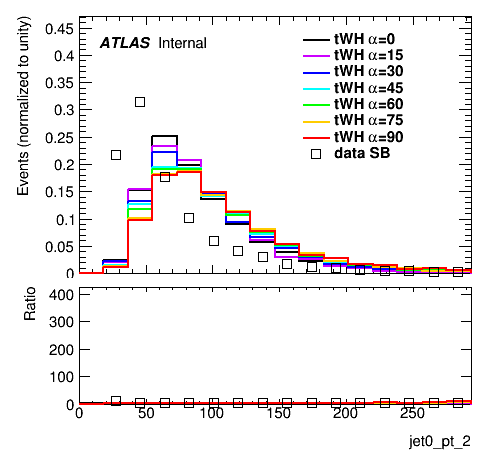 ATLAS Internal
tWH α=0
tWH α=15
tWH α=30
tWH α=45
tWH α=60
tWH α=75
tWH α=90
data SB
Events (normalized to unity)
0.45
0.4
0.35
0.3
0.25
0.2
0.15
0.1
0.05
0
Ratio
400
300
200
100
0
0 50 100 150 200 250
jet0_pt_2